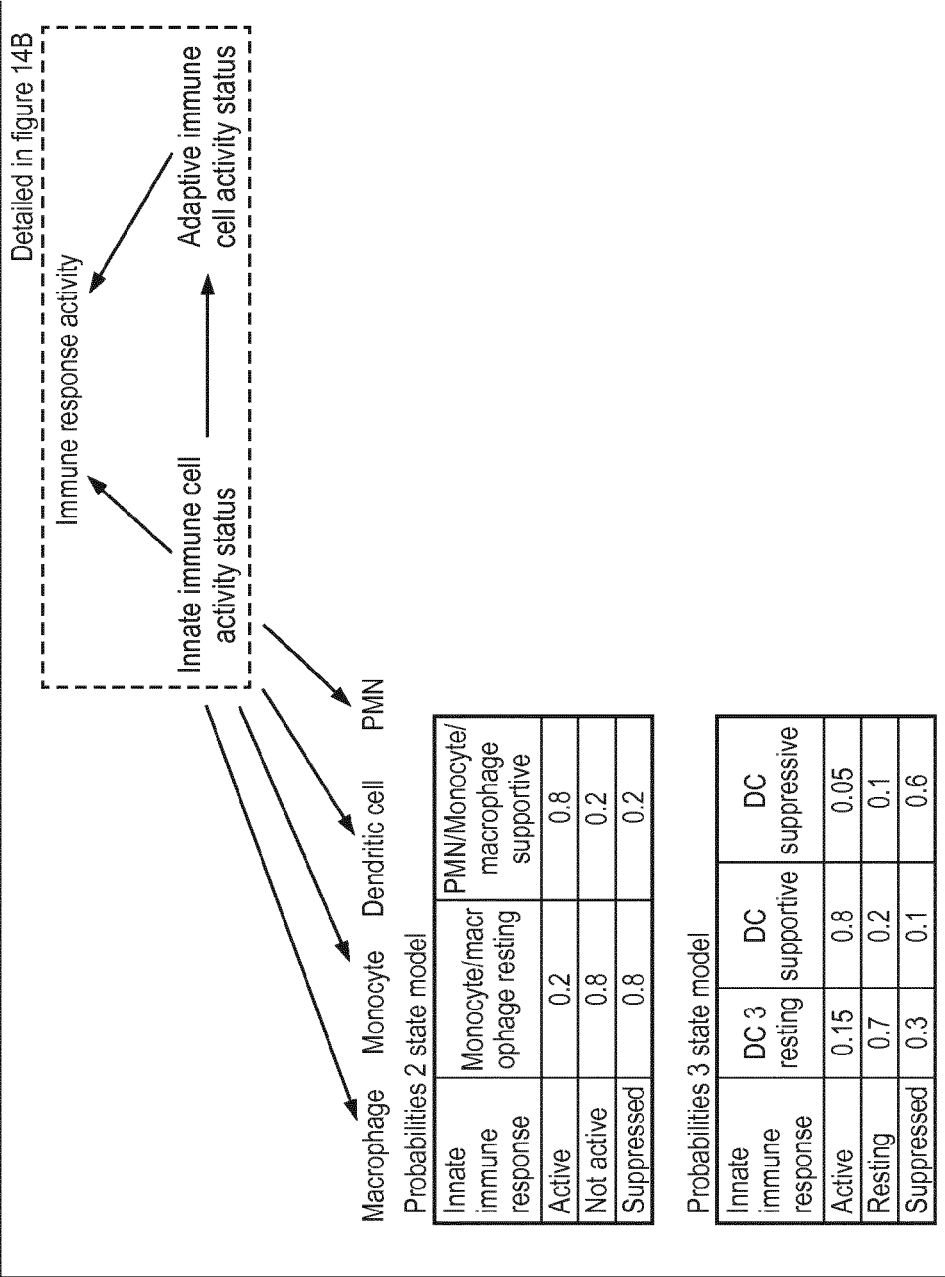 Detailed in figure 14B
Immune response activity
Innate immune cell
activity status
Adaptive immune
cell activity status
Macrophage
Monocyte
Dendritic cell
PMN
Probabilities 2 state model
Innate
immune
response
Monocyte/macr
ophage resting
PMN/Monocyte/
macrophage
supportive
Active
0.2
0.8
Not active
0.8
0.2
Suppressed
0.8
0.2
Probabilities 3 state model
Innate
immune
response
DC 3
resting
DC
supportive
DC
suppressive
Active
0.15
0.8
0.05
Resting
0.7
0.2
0.1
Suppressed
0.3
0.1
0.6